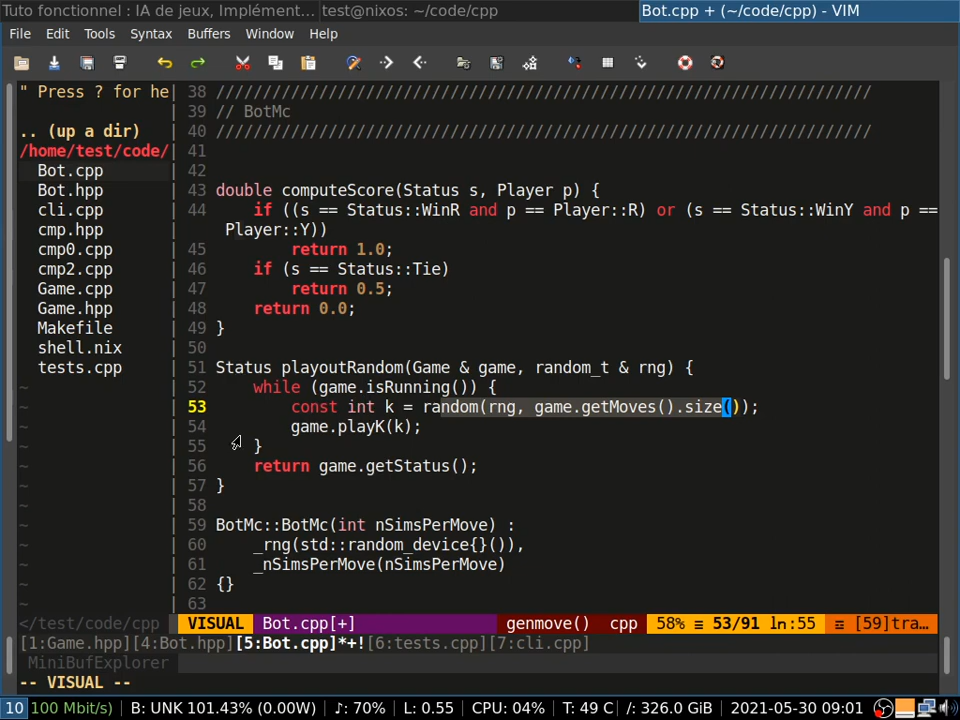 Tuto fonctionnel : IA de jeux, Implément... test@nixos: ~/code/cpp Bot.cpp + (~/code/cpp) - VIM
File Edit Tools Syntax Buffers Window Help
" Press ? for he
.. (up a dir)
/home/test/code/
Bot.cpp
Bot.hpp
cli.cpp
cmp.hpp
cmp0.cpp
cmp2.cpp
Game.cpp
Game.hpp
Makefile
shell.nix
tests.cpp
38 //////////////////////////////////////////////////////////////////////
39 // BotMc
40 //////////////////////////////////////////////////////////////////////
41
42
43 double computeScore(Status s, Player p) {
44 if ((s == Status::WinR and p == Player::R) or (s == Status::WinY and p ==
Player::Y))
45 return 1.0;
46 if (s == Status::Tie)
47 return 0.5;
48 return 0.0;
49 }
50
51 Status playoutRandom(Game & game, random_t & rng) {
52 while (game.isRunning()) {
53 const int k = random(rng, game.getMoves().size());
54 game.playK(k);
55 }
56 return game.getStatus();
57 }
58
59 BotMc::BotMc(int nSimsPerMove) :
60 _rng(std::random_device{}()),
61 _nSimsPerMove(nSimsPerMove)
62 {}
63
</test/code/cpp VISUAL Bot.cpp[+] genmove() cpp 58% ≡ 53/91 ln:55 ≡ [59]tra…
[1:Game.hpp][4:Bot.hpp][5:Bot.cpp]*+![6:tests.cpp][7:cli.cpp]
MiniBufExplorer
-- VISUAL --
10 100 Mbit/s) B: UNK 101.43% (0.00W) ♪: 70% L: 0.55 CPU: 04% T: 49 C /: 326.0 GiB 2021-05-30 09:01